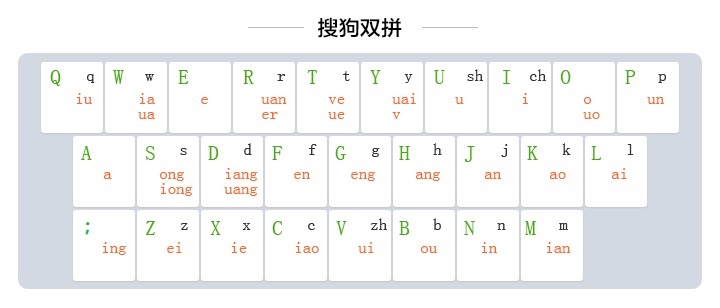 搜狗双拼
Q q W w E R r T t Y y U sh I ch O P p
iu ia e uan ve uai u i o un
ua er ue v uo
A S s D d F f G g H h J j K k L l
a ong iang en eng ang an ao ai
iong uang
; Z z X x C c V zh B b N n M m
ing ei ie iao ui ou in ian